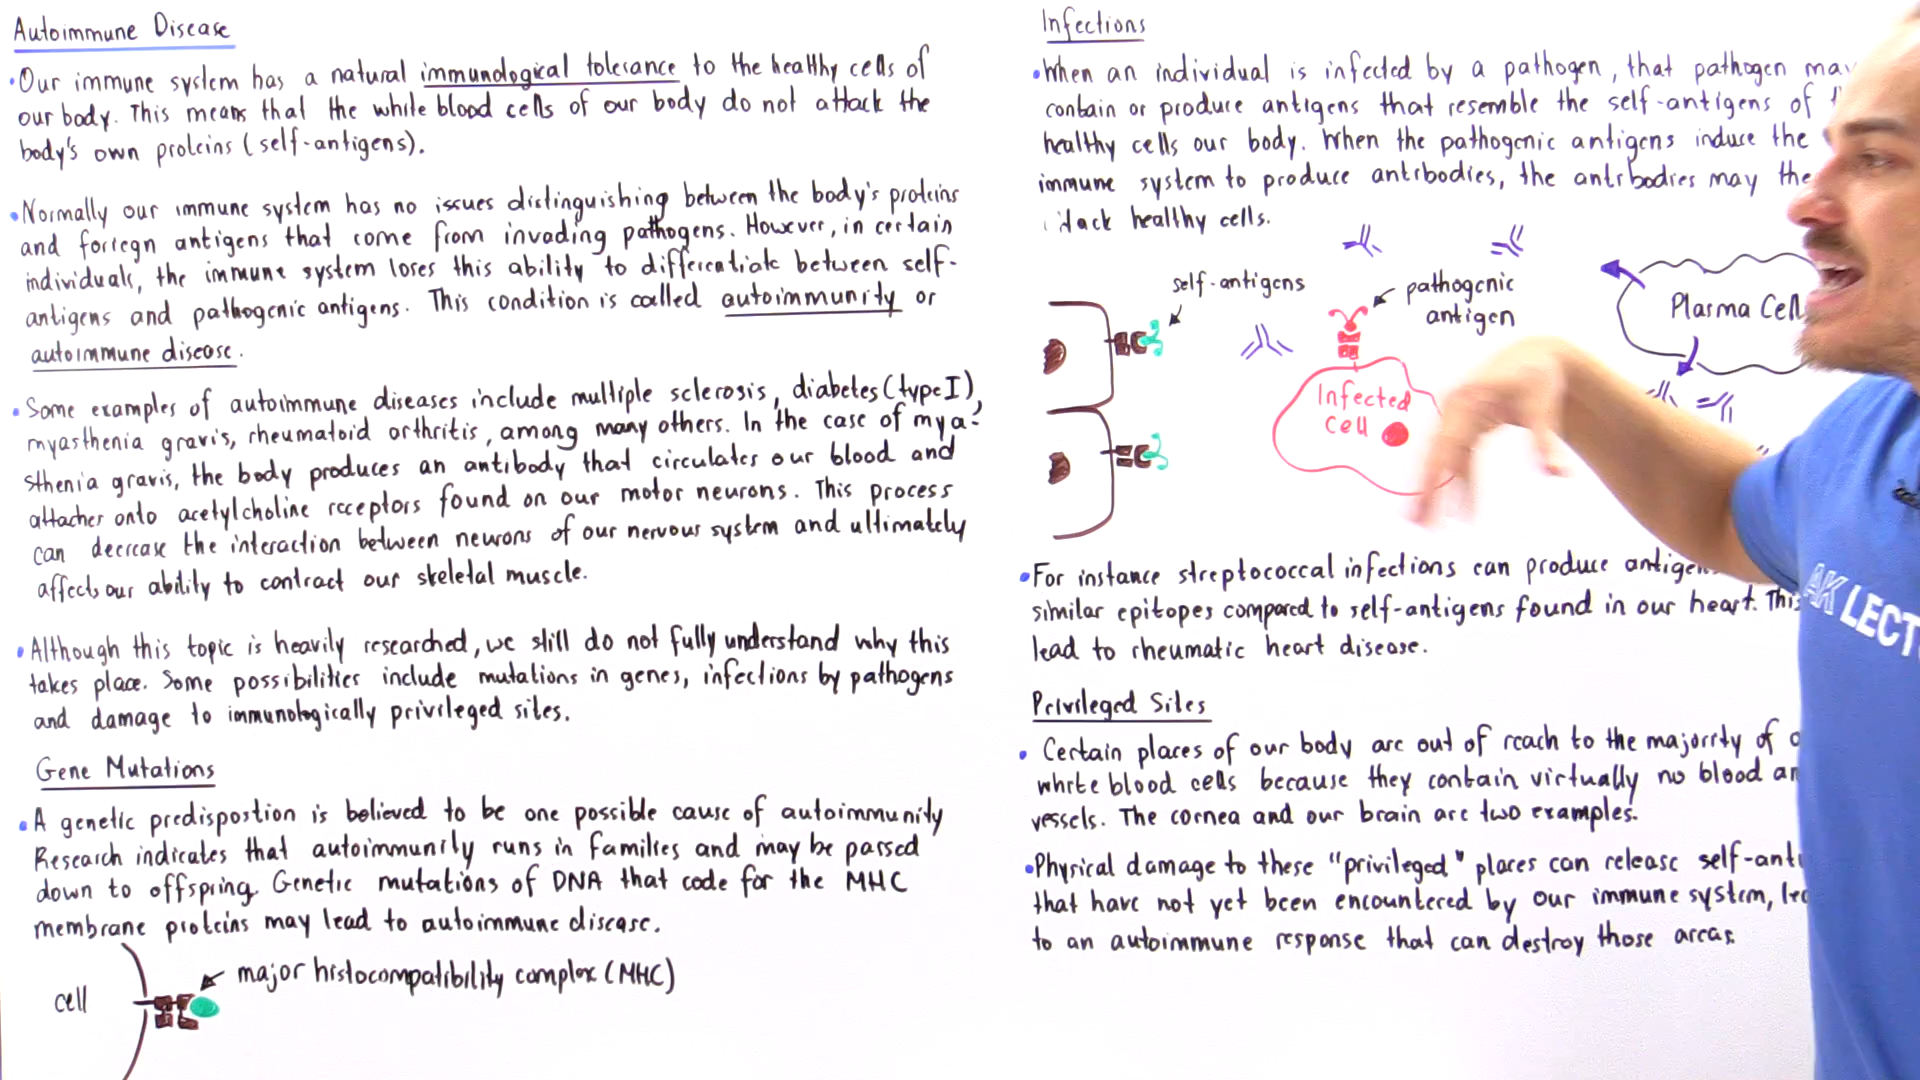 Autoimmune Disease
•Our immune system has a natural immunological tolerance to the healthy cells of
our body. This means that the white blood cells of our body do not attack the
body's own proteins (self-antigens).
•Normally our immune system has no issues distinguishing between the body's proteins
and foriegn antigens that come from invading pathogens. However, in certain
individuals, the immune system loses this ability to differentiate between self-
antigens and pathogenic antigens. This condition is called autoimmunity or
autoimmune disease.
•Some examples of autoimmune diseases include multiple sclerosis, diabetes (type I),
myasthenia gravis, rheumatoid arthritis, among many others. In the case of mya-
sthenia gravis, the body produces an antibody that circulates our blood and
attaches onto acetylcholine receptors found on our motor neurons. This process
can decrease the interaction between neurons of our nervous system and ultimately
affects our ability to contract our skeletal muscle.
•Although this topic is heavily researched, we still do not fully understand why this
takes place. Some possibilities include mutations in genes, infections by pathogens
and damage to immunologically privileged sites.
Gene Mutations
•A genetic predispostion is believed to be one possible cause of autoimmunity
Research indicates that autoimmunity runs in families and may be passed
down to offspring. Genetic mutations of DNA that code for the MHC
membrane proteins may lead to autoimmune disease.
major histocompatibility complex (MHC)
cell
Infections
•When an individual is infected by a pathogen, that pathogen may
contain or produce antigens that resemble the self-antigens of
healthy cells our body. When the pathogenic antigens induce the
immune system to produce antibodies, the antibodies may
healthy cells.
self-antigens
pathogenic
antigen
Plasma Cell
Infected
Cell
•For instance streptococcal infections can produce
similar epitopes compared to self-antigens found in our heart. This
lead to rheumatic heart disease.
Privileged Sites
• Certain places of our body are out of reach to the majority of
white blood cells because they contain virtually no blood
vessels. The cornea and our brain are two examples.
•Physical damage to these "privileged" places can release
that have not yet been encountered by our immune system,
to an autoimmune response that can destroy those areas.
AK LECT